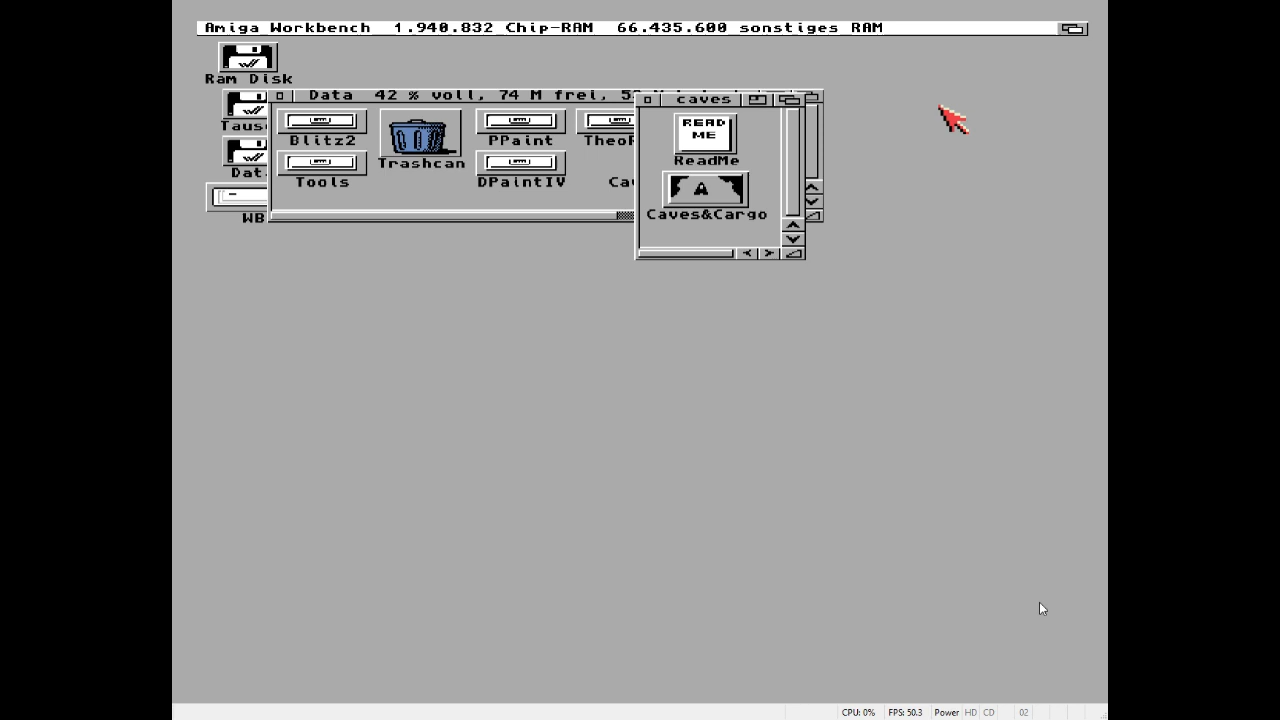 Amiga Workbench 1.940.832 Chip-RAM 66.435.600 sonstiges RAM
Ram Disk
Data 42 % voll, 74 M frei,
caves
READ
ME
ReadMe
Blitz2
Trashcan
PPaint
Tools
DPaintIV
A
Caves&Cargo
WB
CPU: 0% FPS: 50.3 Power HD CD 02